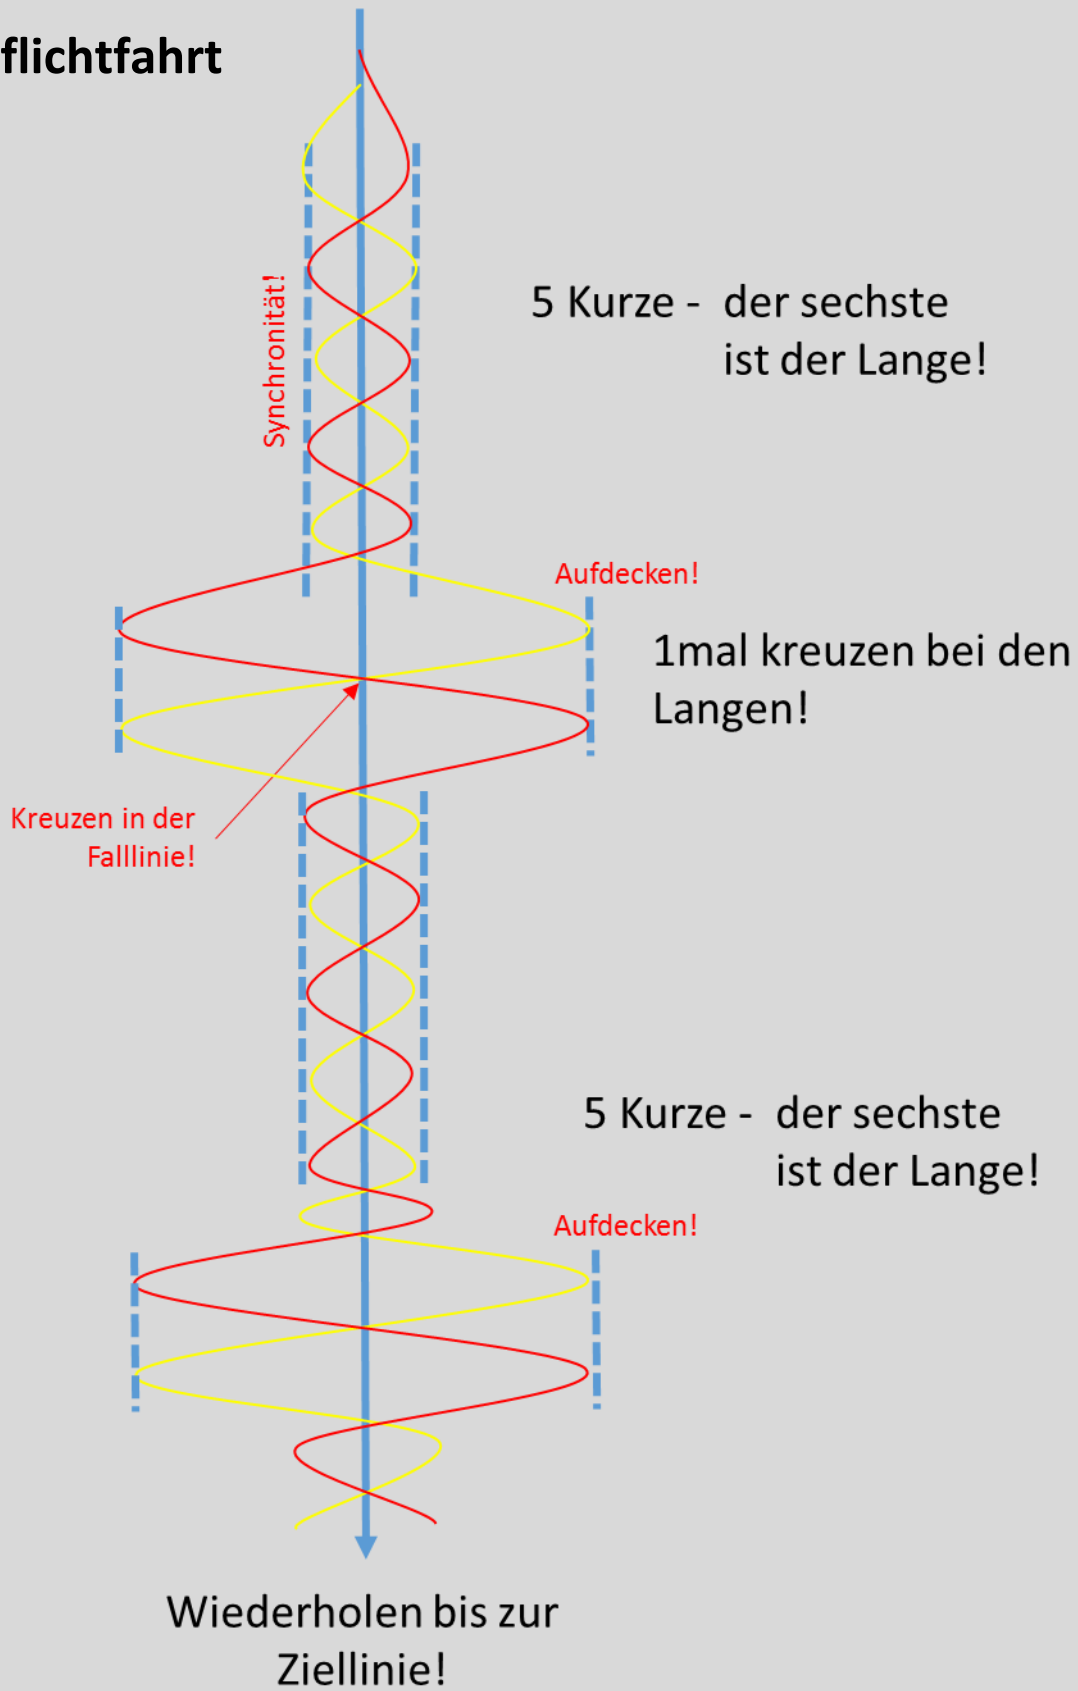 flichtfahrt
Synchronität!
5 Kurze - der sechste
ist der Lange!
Aufdecken!
1mal kreuzen bei den
Langen!
Kreuzen in der
Falllinie!
5 Kurze - der sechste
ist der Lange!
Aufdecken!
Wiederholen bis zur
Ziellinie!